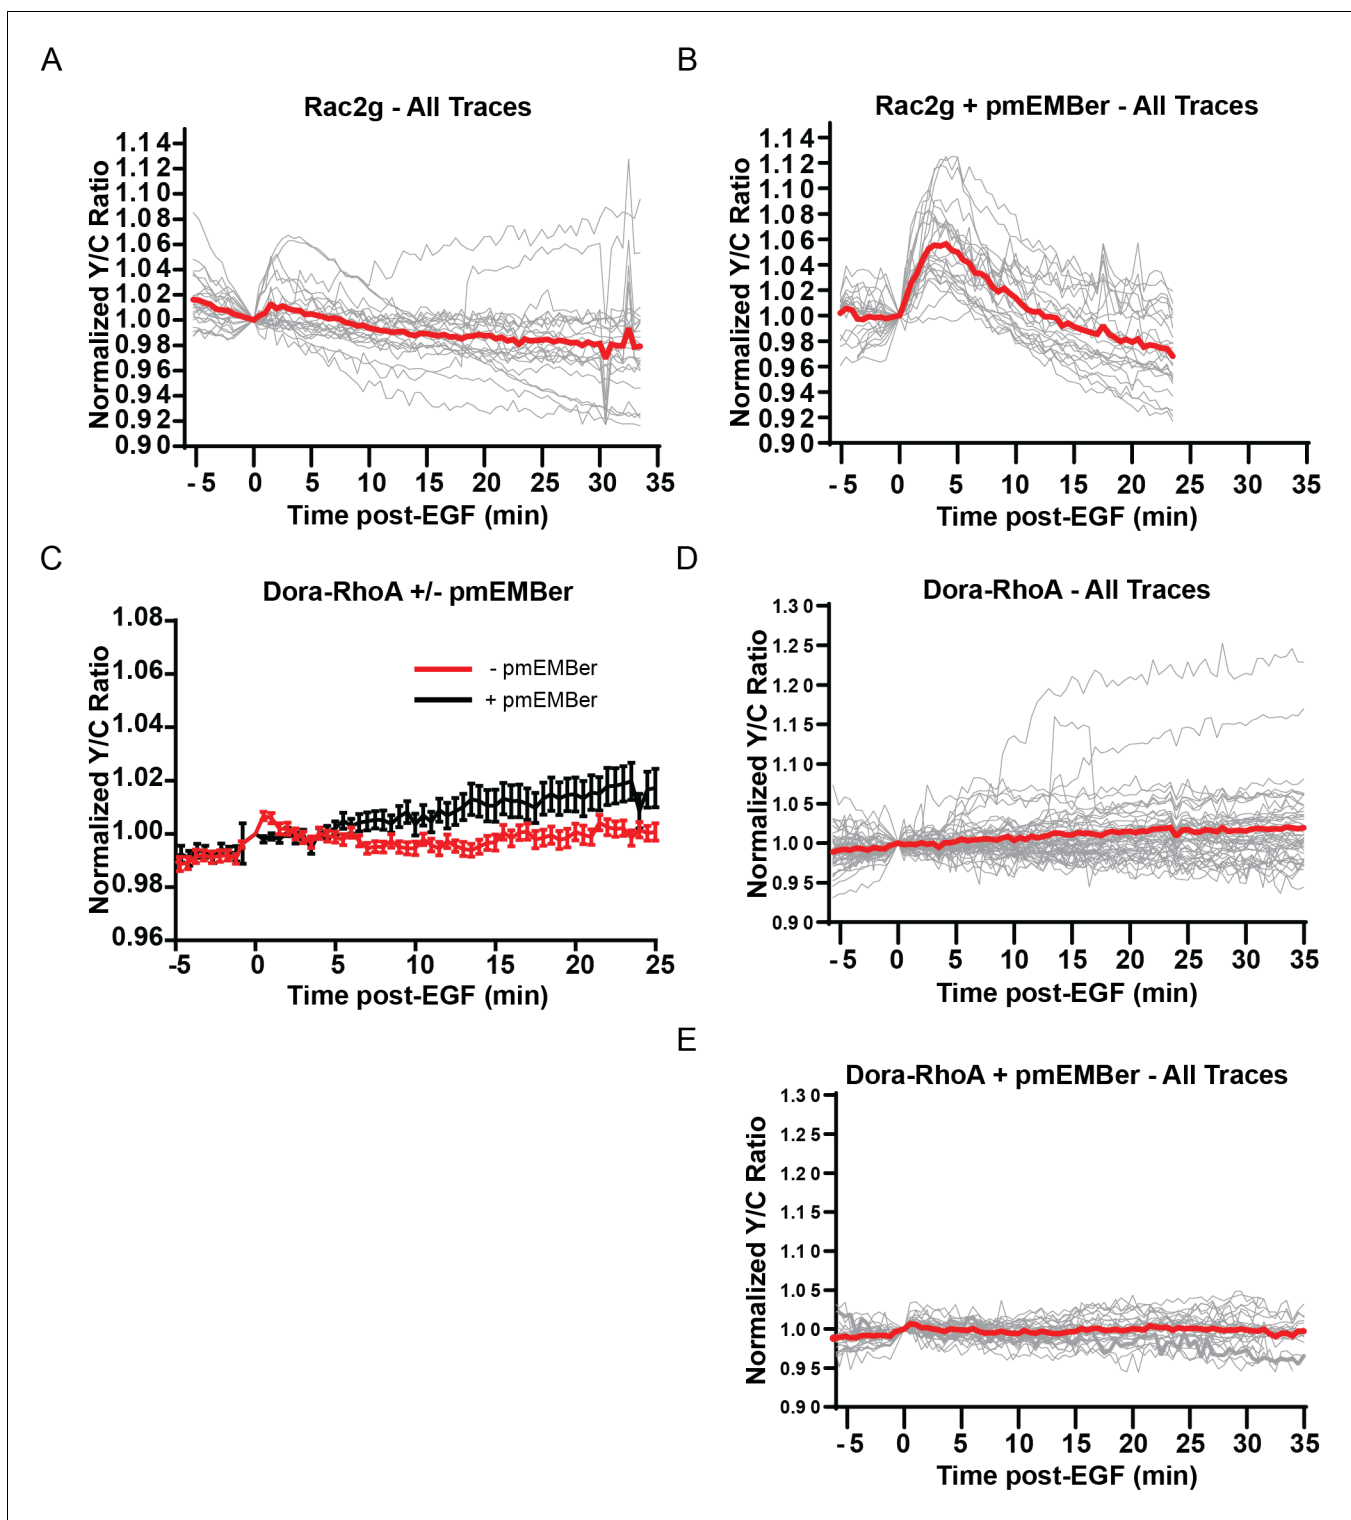 A
Rac2g - All Traces
Normalized Y/C Ratio
1.14
1.12
1.10
1.08
1.06
1.04
1.02
1.00
0.98
0.96
0.94
0.92
0.90
-5 0 5 10 15 20 25 30 35
Time post-EGF (min)
B
Rac2g + pmEMBer - All Traces
Normalized Y/C Ratio
1.14
1.12
1.10
1.08
1.06
1.04
1.02
1.00
0.98
0.96
0.94
0.92
0.90
-5 0 5 10 15 20 25 30 35
Time post-EGF (min)
C
Dora-RhoA +/- pmEMBer
Normalized Y/C Ratio
1.08
1.06
1.04
1.02
1.00
0.98
0.96
- pmEMBer
+ pmEMBer
-5 0 5 10 15 20 25
Time post-EGF (min)
D
Dora-RhoA - All Traces
Normalized Y/C Ratio
1.30
1.25
1.20
1.15
1.10
1.05
1.00
0.95
0.90
-5 0 5 10 15 20 25 30 35
Time post-EGF (min)
E
Dora-RhoA + pmEMBer - All Traces
Normalized Y/C Ratio
1.30
1.25
1.20
1.15
1.10
1.05
1.00
0.95
0.90
-5 0 5 10 15 20 25 30 35
Time post-EGF (min)